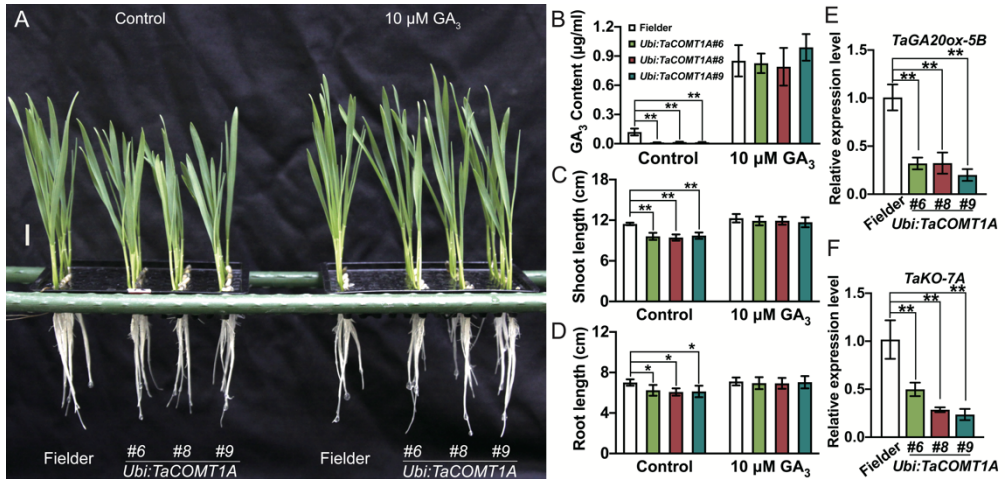 A
Control
10 μM GA3
#6 #8 #9
Fielder
Ubi:TaCOMT1A
#6 #8 #9
Fielder
Ubi:TaCOMT1A
B
GA3 Content (μg/ml)
1.2
0.9
0.6
0.3
0.0
Fielder
Ubi:TaCOMT1A#6
Ubi:TaCOMT1A#8
Ubi:TaCOMT1A#9
**
**
**
Control
10 μM GA3
C
Shoot length (cm)
18
12
6
0
**
**
**
Control
10 μM GA3
D
Root length (cm)
12
8
4
0
*
*
*
Control
10 μM GA3
E
TaGA20ox-5B
Relative expression level
1.5
1.0
0.5
0.0
**
**
**
Fielder
#6 #8 #9
Ubi:TaCOMT1A
F
TaKO-7A
Relative expression level
1.5
1.0
0.5
0.0
**
**
**
Fielder
#6 #8 #9
Ubi:TaCOMT1A